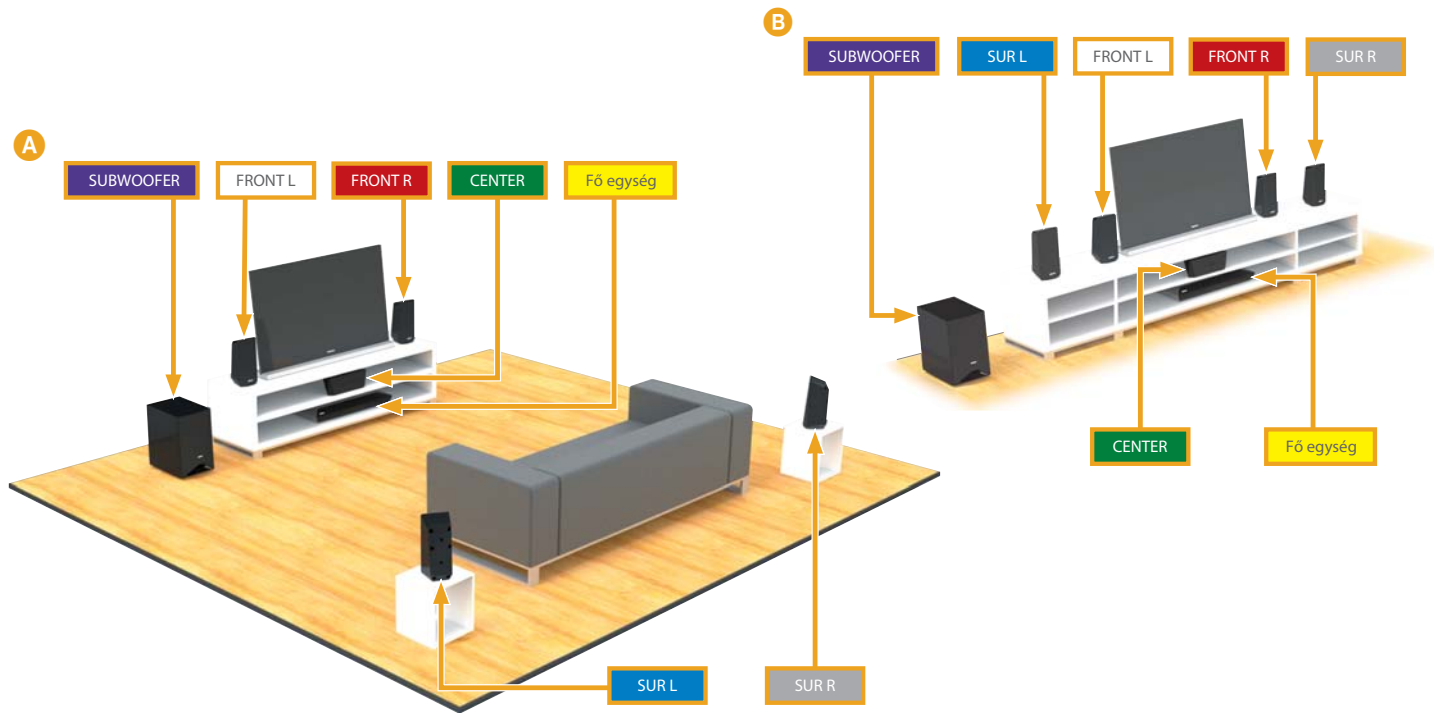 A
SUBWOOFER
FRONT L
FRONT R
CENTER
Fő egység
SUR L
SUR R
B
SUBWOOFER
SUR L
FRONT L
FRONT R
SUR R
CENTER
Fő egység